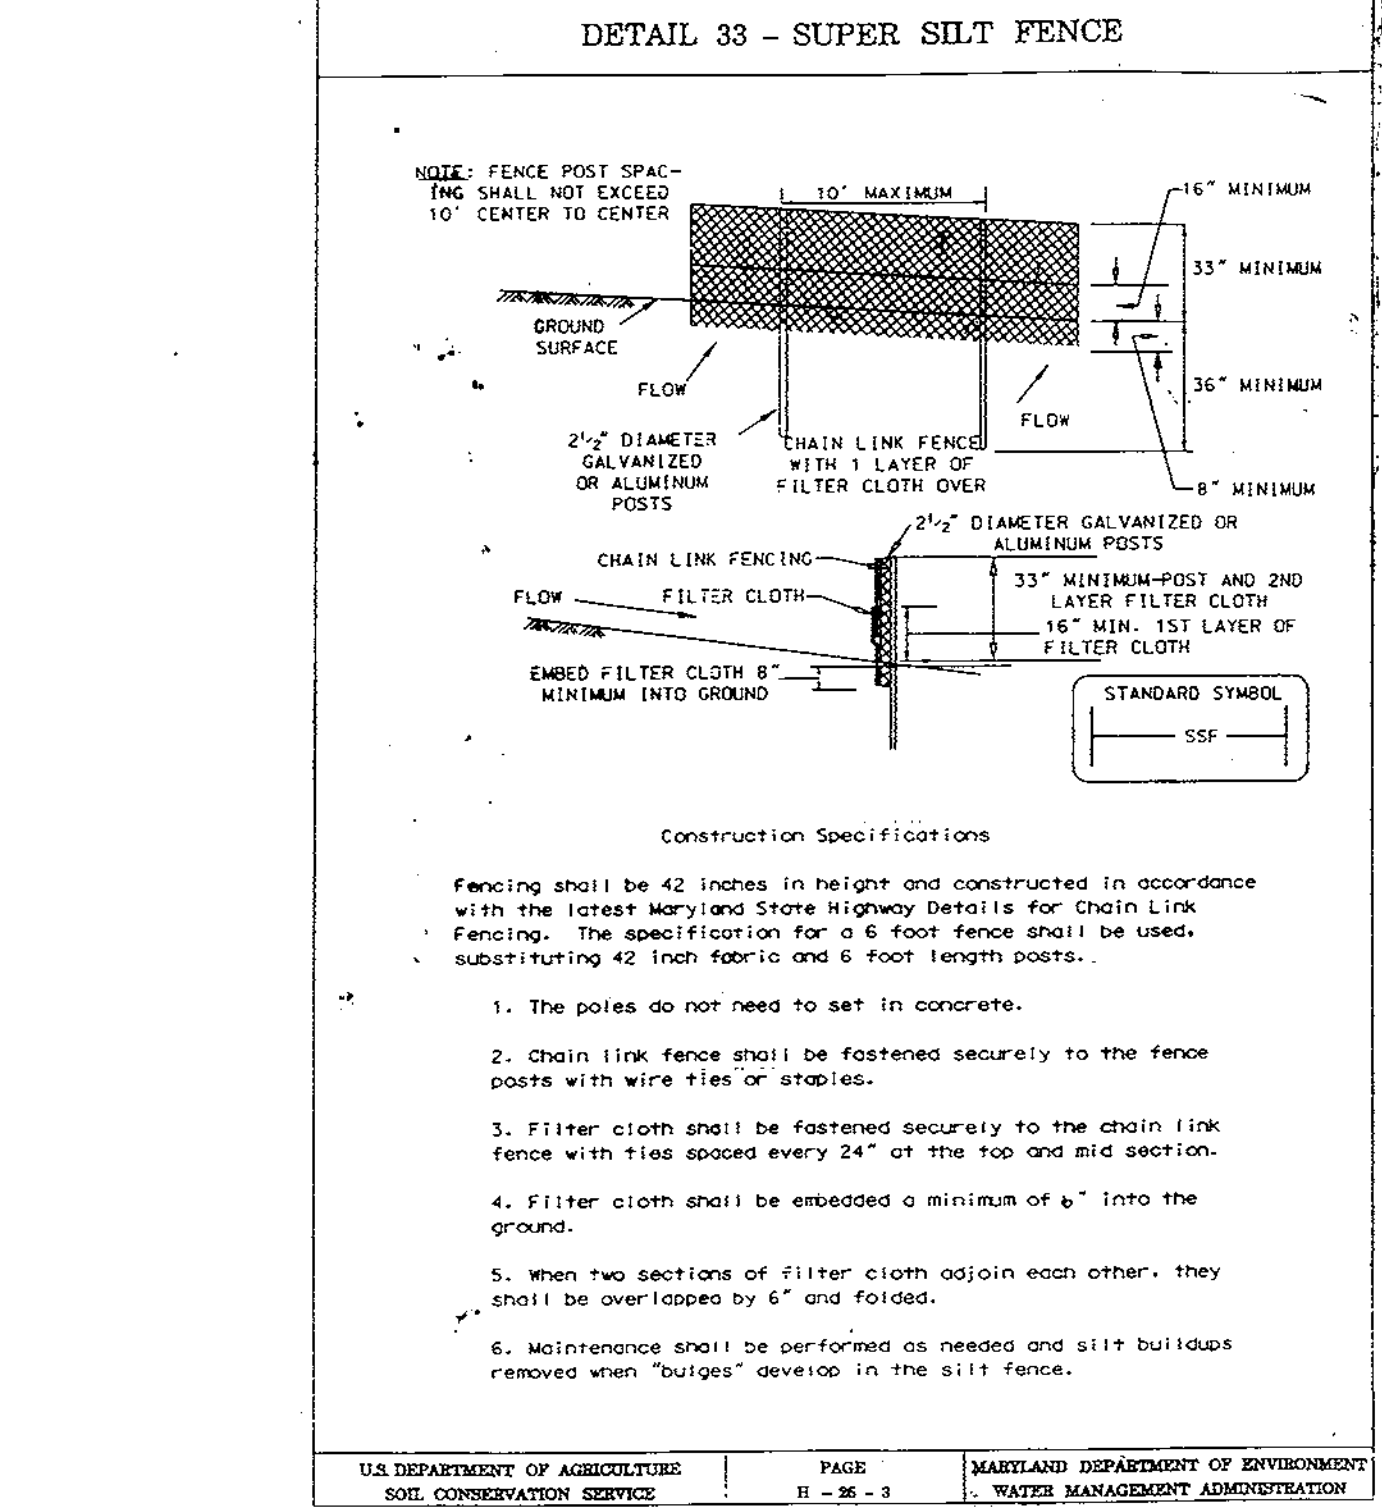 DETAIL 33 - SUPER SILT FENCE
NOTE: FENCE POST SPAC-
ING SHALL NOT EXCEED
10' CENTER TO CENTER
10' MAXIMUM
16" MINIMUM
33" MINIMUM
GROUND
SURFACE
FLOW
36" MINIMUM
FLOW
2 1/2" DIAMETER
GALVANIZED
OR ALUMINUM
POSTS
CHAIN LINK FENCE
WITH 1 LAYER OF
FILTER CLOTH OVER
8" MINIMUM
2 1/2" DIAMETER GALVANIZED OR
ALUMINUM POSTS
CHAIN LINK FENCING
FILTER CLOTH
FLOW
33" MINIMUM-POST AND 2ND
LAYER FILTER CLOTH
16" MIN. 1ST LAYER OF
FILTER CLOTH
EMBED FILTER CLOTH 8"
MINIMUM INTO GROUND
STANDARD SYMBOL
SSF
Construction Specifications
Fencing shall be 42 inches in height and constructed in accordance
with the latest Maryland State Highway Details for Chain Link
Fencing. The specification for a 6 foot fence shall be used,
substituting 42 inch fabric and 6 foot length posts.
1. The poles do not need to set in concrete.
2. Chain link fence shall be fastened securely to the fence
posts with wire ties or staples.
3. Filter cloth shall be fastened securely to the chain link
fence with ties spaced every 24" at the top and mid section.
4. Filter cloth shall be embedded a minimum of into the
ground.
5. When two sections of filter cloth adjoin each other, they
shall be overlapped by 6" and folded.
6. Maintenance shall be performed as needed and silt buildups
removed when "bulges" develop in the silt fence.
U.S. DEPARTMENT OF AGRICULTURE
SOIL CONSERVATION SERVICE
PAGE
H - 26 - 3
MARYLAND DEPARTMENT OF ENVIRONMENT
WATER MANAGEMENT ADMINISTRATION